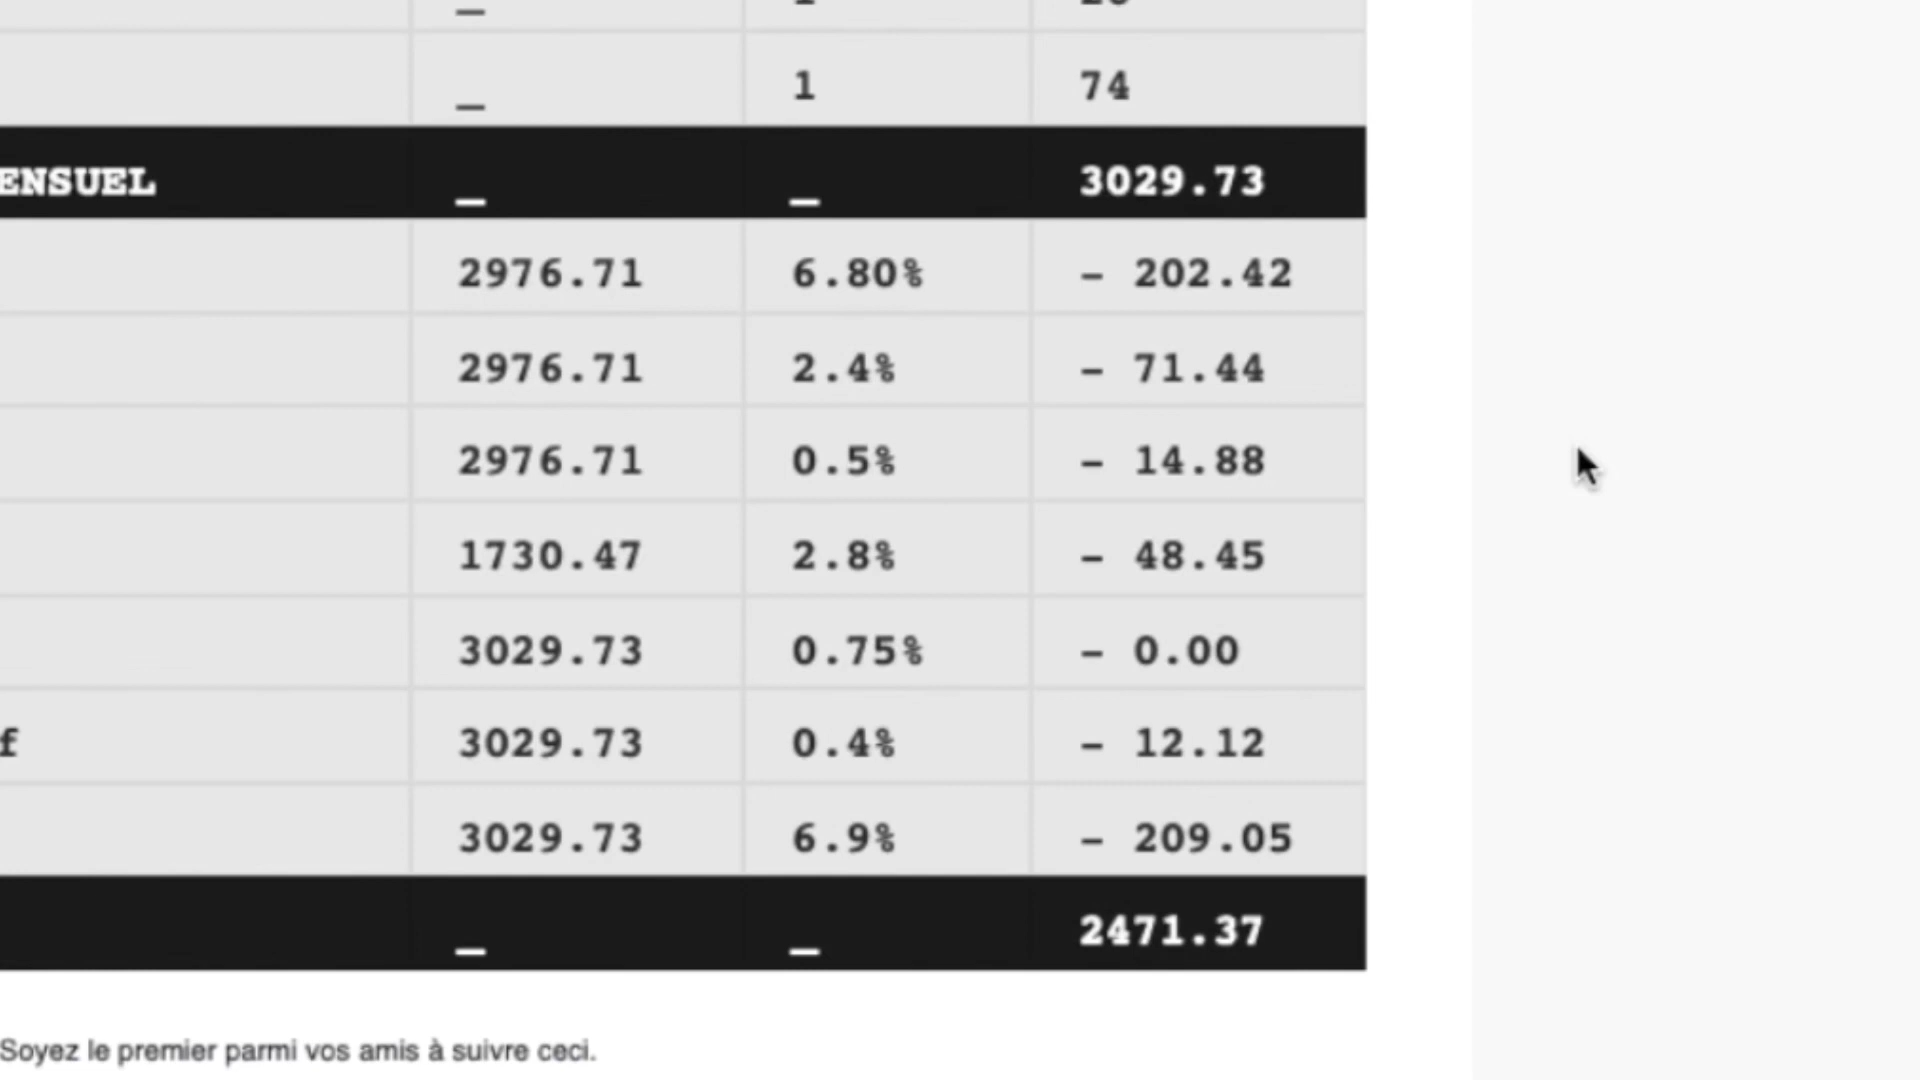 _ 1 74
ENSUEL _ _ 3029.73
2976.71 6.80% - 202.42
2976.71 2.4% - 71.44
2976.71 0.5% - 14.88
1730.47 2.8% - 48.45
3029.73 0.75% - 0.00
f 3029.73 0.4% - 12.12
3029.73 6.9% - 209.05
_ _ 2471.37
Soyez le premier parmi vos amis à suivre ceci.